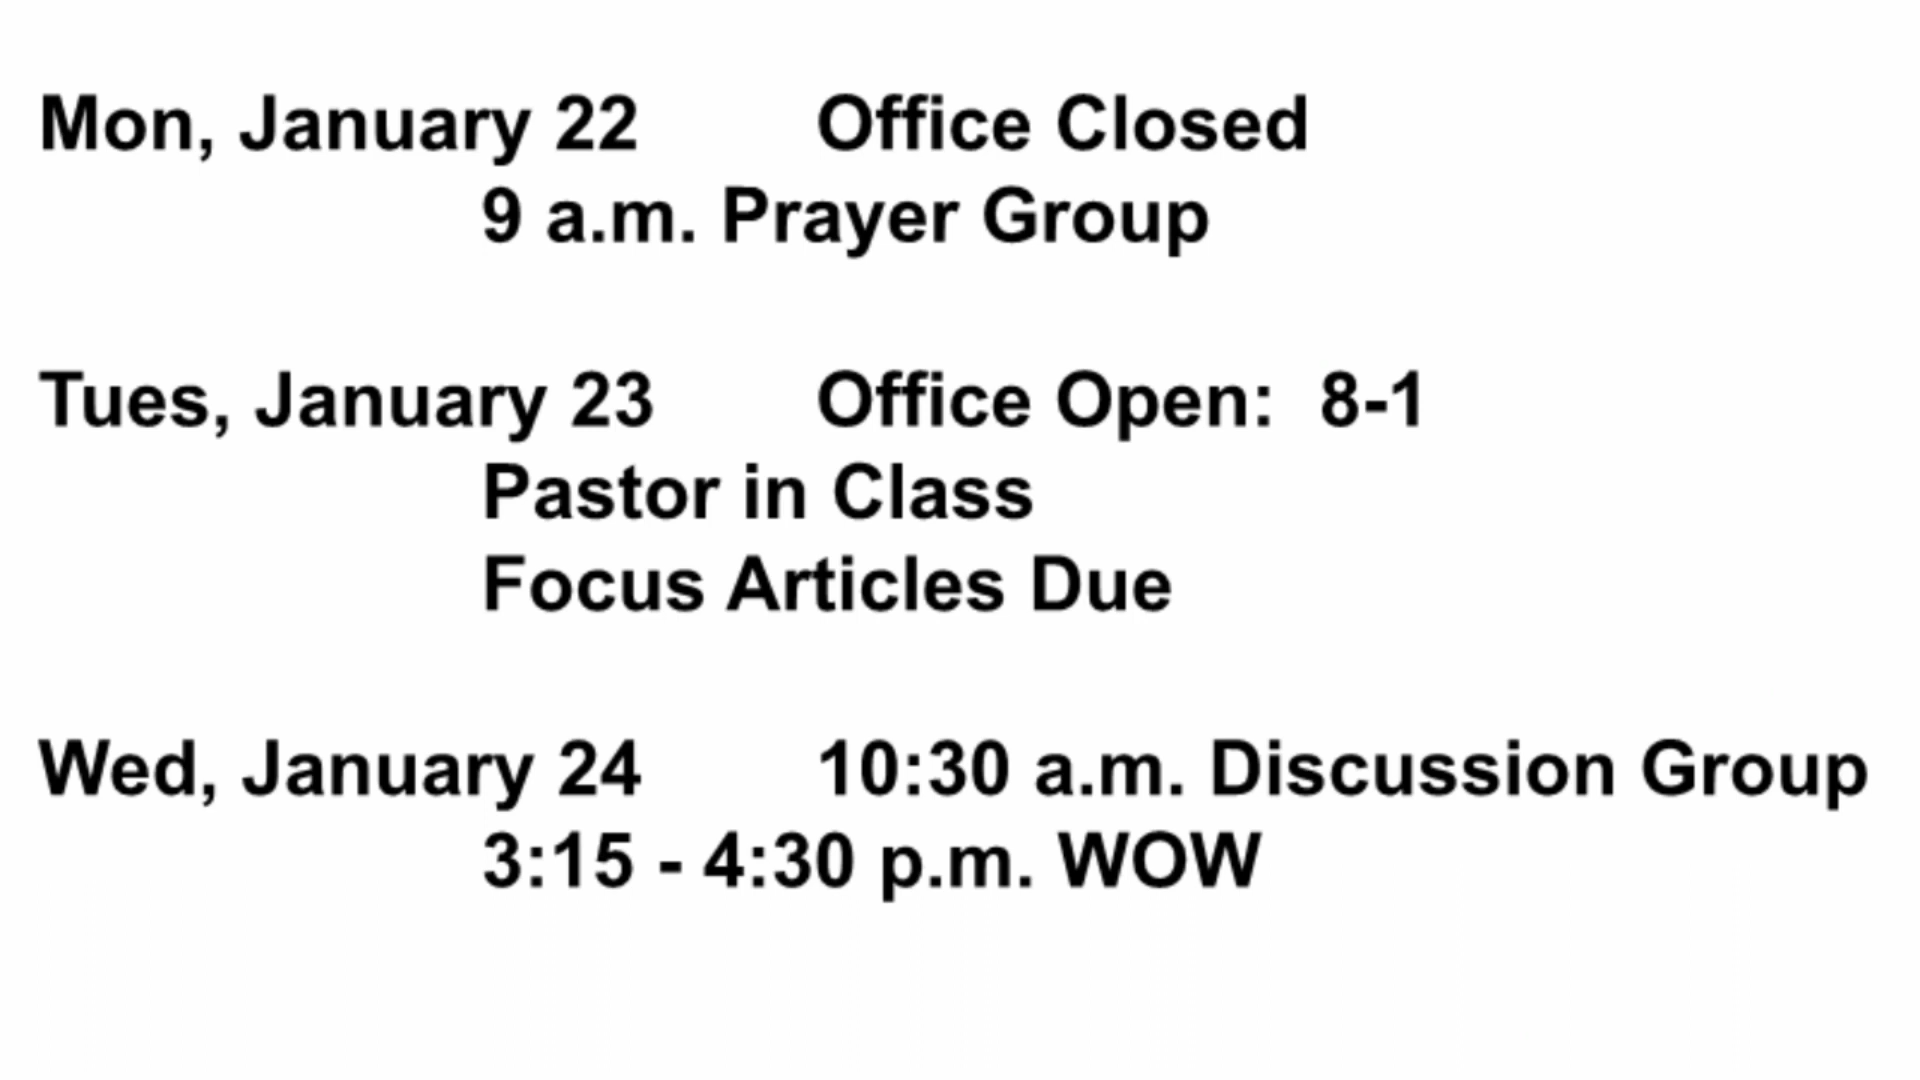 Mon, January 22 Office Closed
9 a.m. Prayer Group
Tues, January 23 Office Open: 8-1
Pastor in Class
Focus Articles Due
Wed, January 24 10:30 a.m. Discussion Group
3:15 - 4:30 p.m. WOW